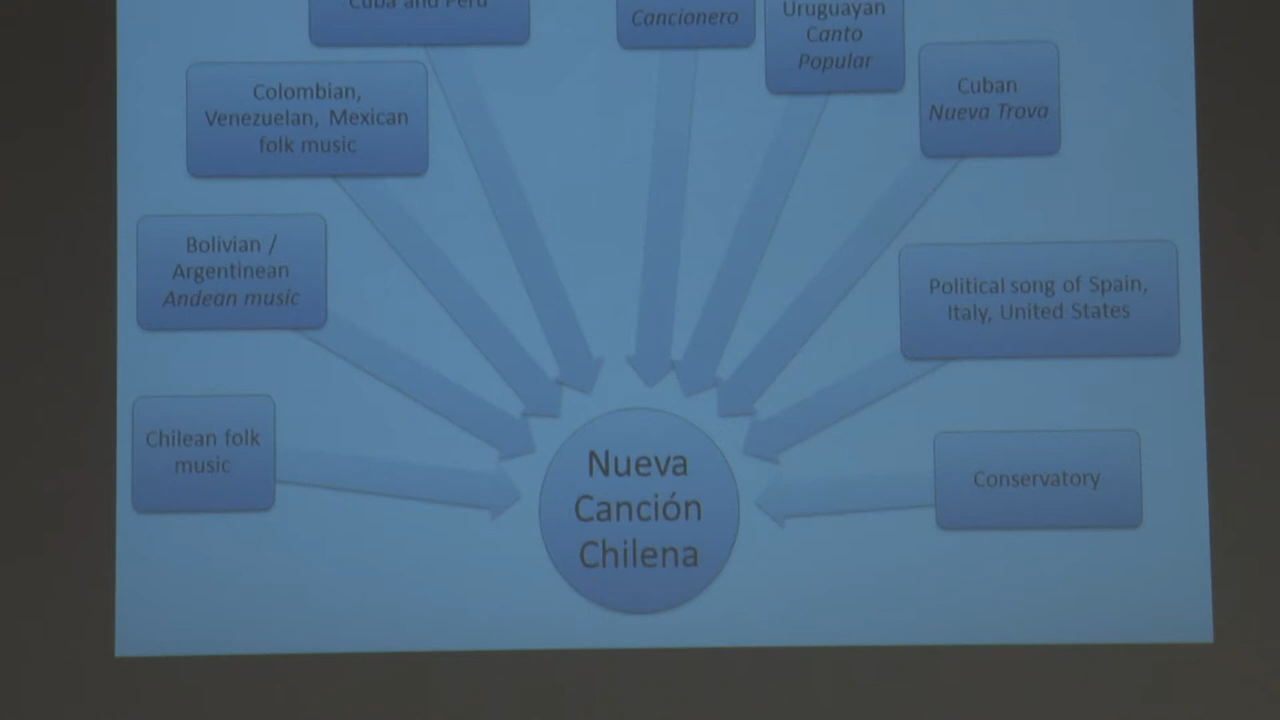 Cuba and Peru
Cancionero
Uruguayan
Canto
Popular
Colombian,
Venezuelan, Mexican
folk music
Cuban
Nueva Trova
Bolivian /
Argentinean
Andean music
Political song of Spain,
Italy, United States
Chilean folk
music
Conservatory
Nueva
Canción
Chilena